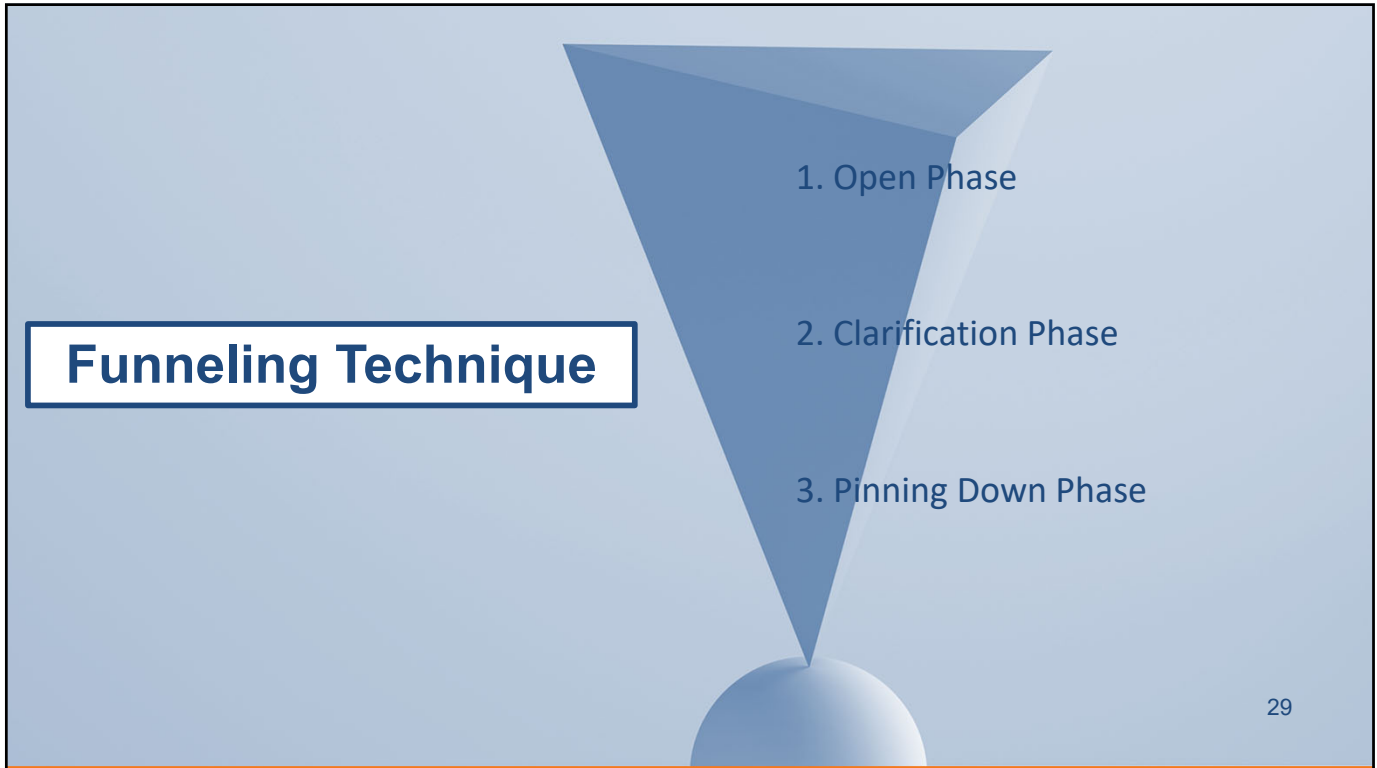 Funneling Technique
1. Open Phase
2. Clarification Phase
3. Pinning Down Phase
29